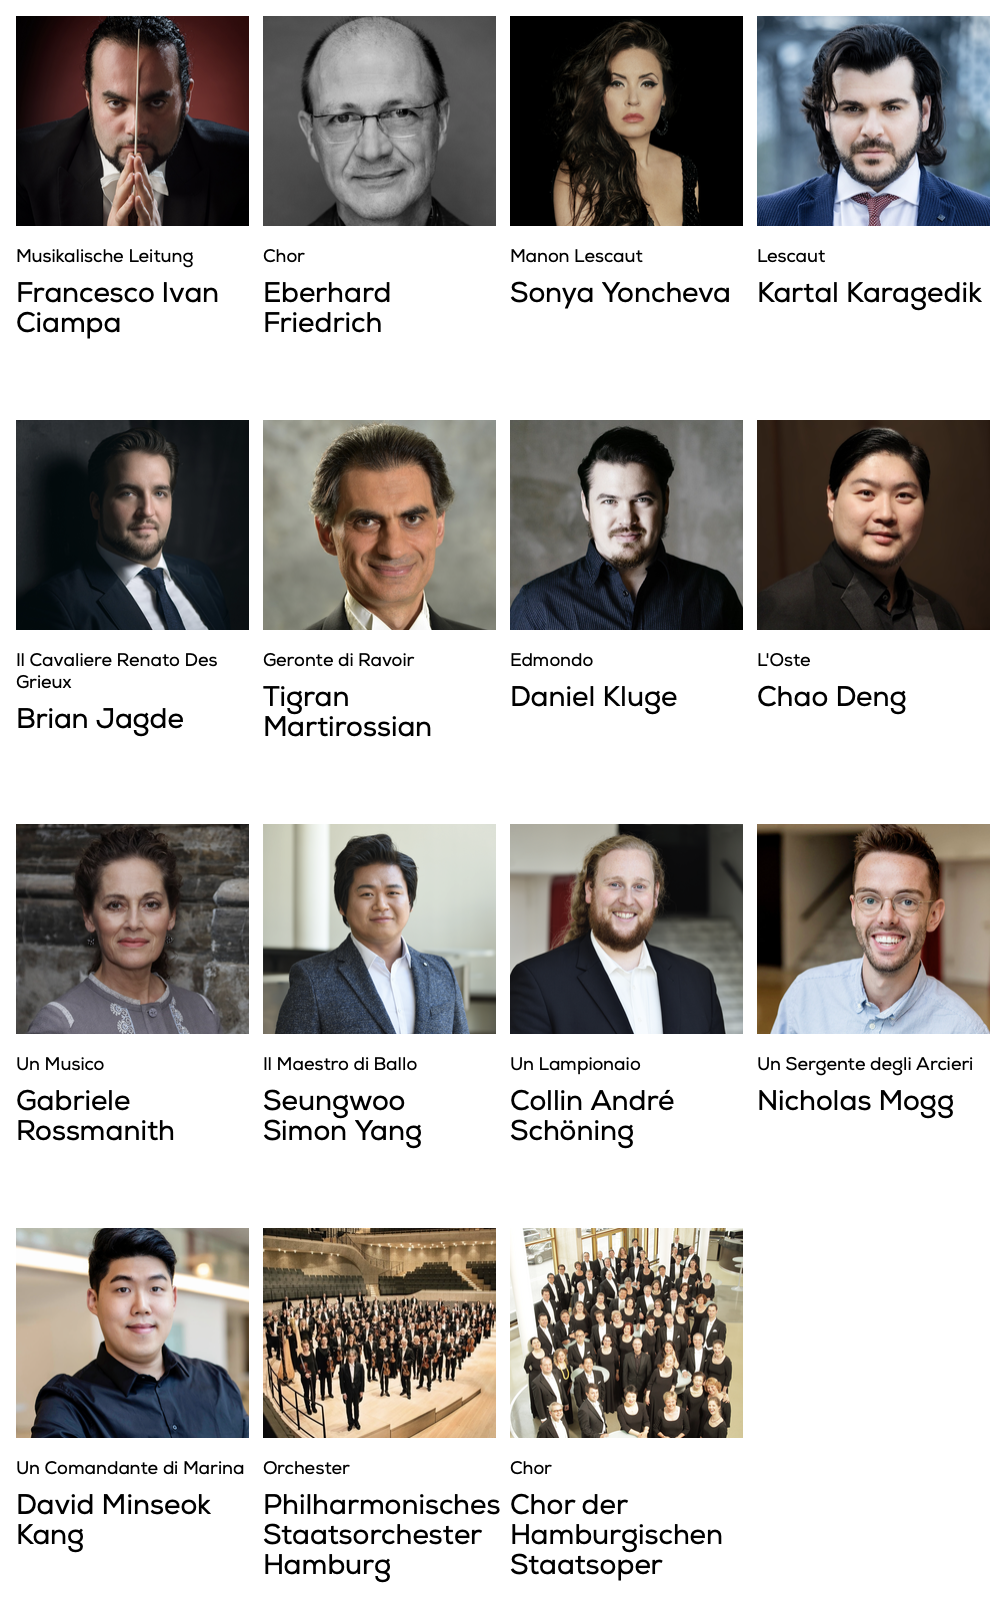 Musikalische Leitung
Francesco Ivan
Ciampa
Chor
Eberhard
Friedrich
Manon Lescaut
Sonya Yoncheva
Lescaut
Kartal Karagedik
Il Cavaliere Renato Des
Grieux
Brian Jagde
Geronte di Ravoir
Tigran
Martirossian
Edmondo
Daniel Kluge
L'Oste
Chao Deng
Un Musico
Gabriele
Rossmanith
Il Maestro di Ballo
Seungwoo
Simon Yang
Un Lampionaio
Collin André
Schöning
Un Sergente degli Arcieri
Nicholas Mogg
Un Comandante di Marina
David Minseok
Kang
Orchester
Philharmonisches
Staatsorchester
Hamburg
Chor
Chor der
Hamburgischen
Staatsoper